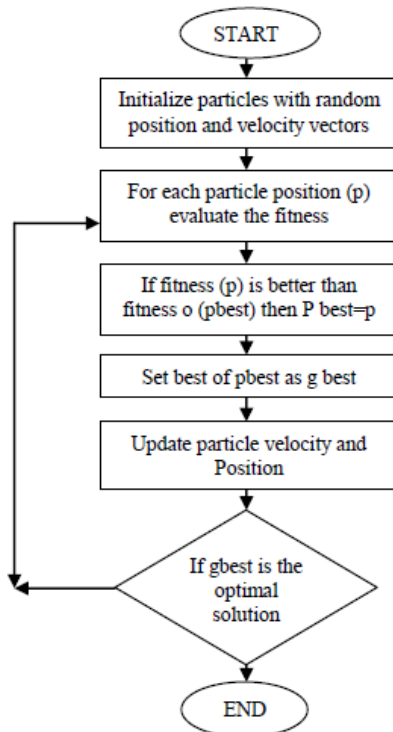 START
Initialize particles with random
position and velocity vectors
For each particle position (p)
evaluate the fitness
If fitness (p) is better than
fitness o (pbest) then P best=p
Set best of pbest as g best
Update particle velocity and
Position
If gbest is the
optimal
solution
END